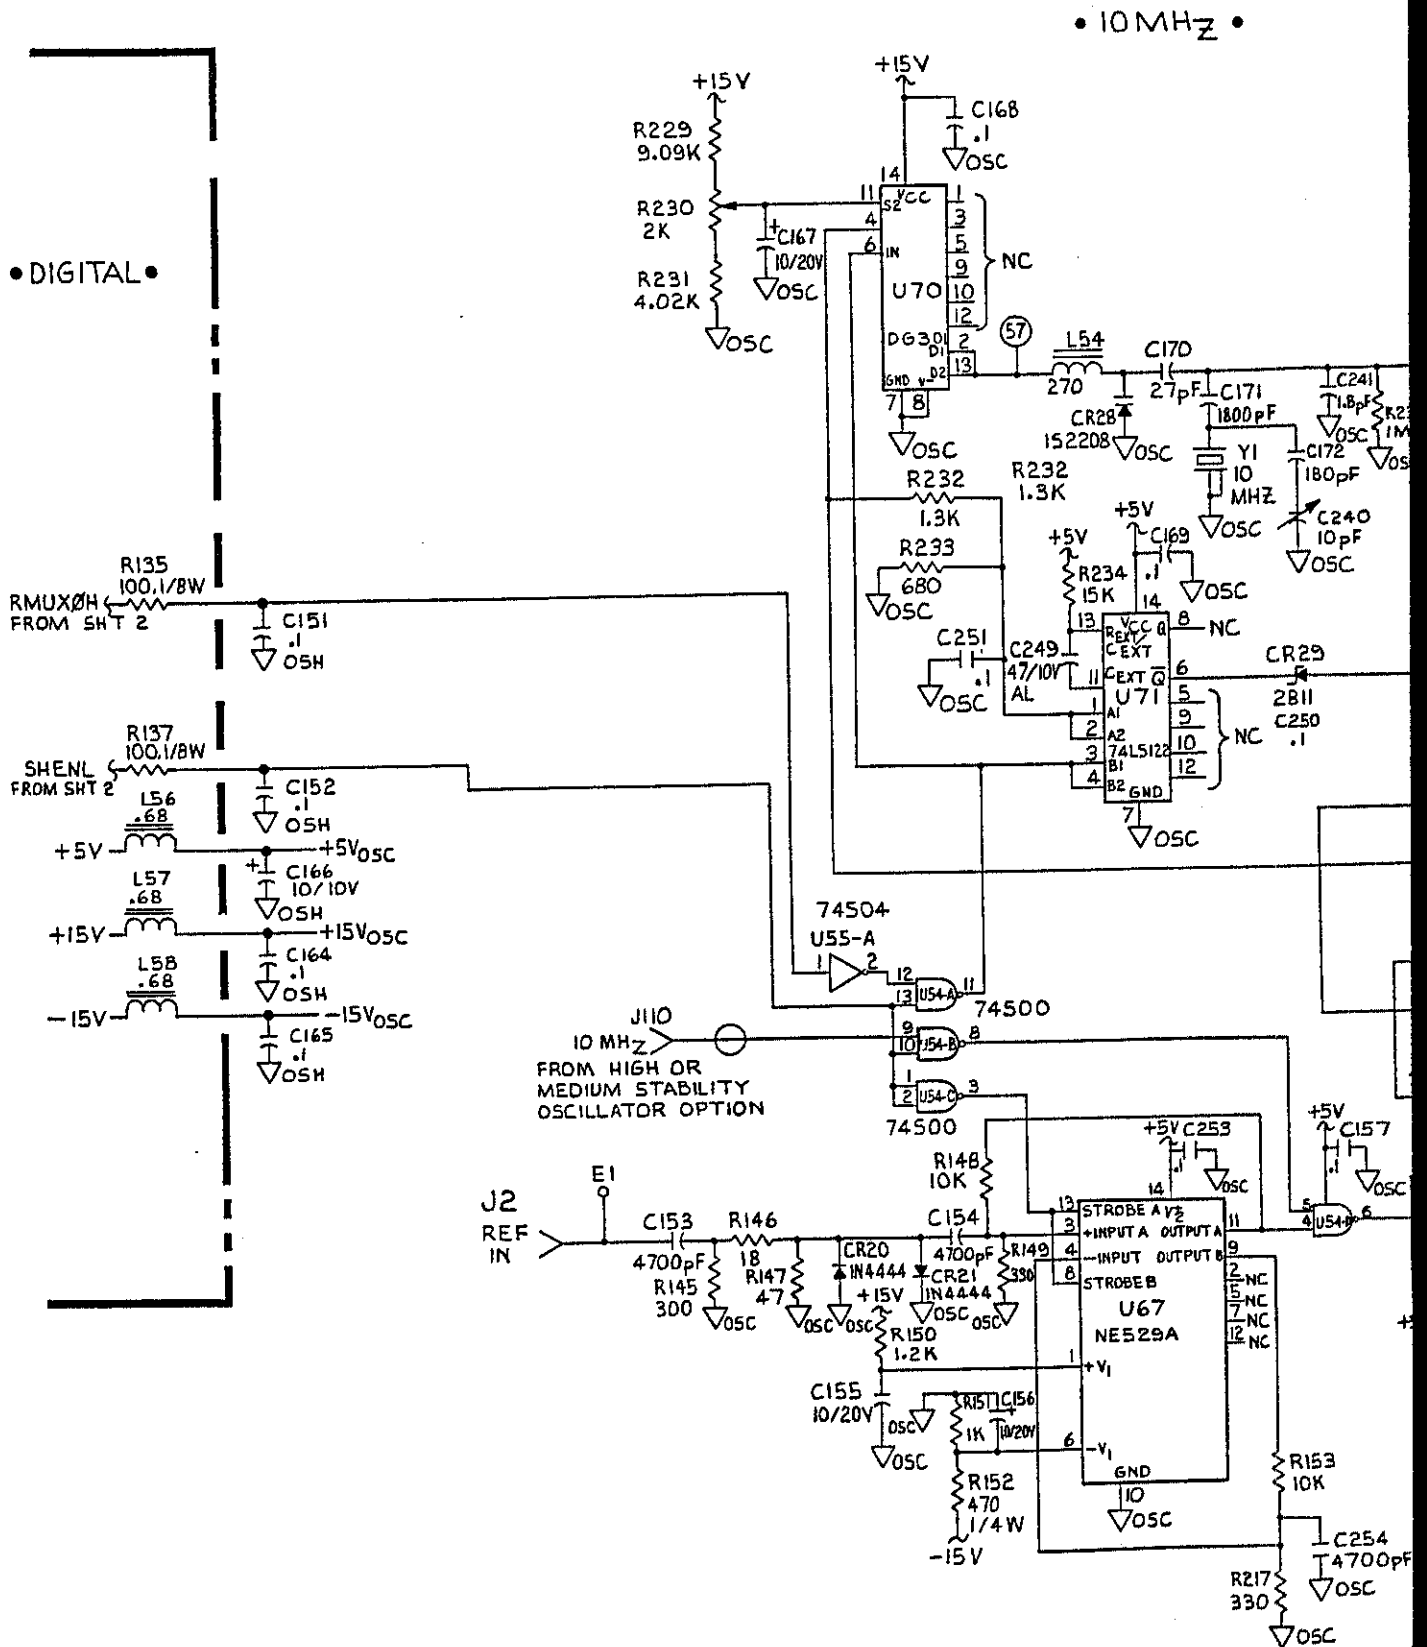 • 10MHZ •
+15V
+15V
C168
.1
OSC
R229
9.09K
14
VCC
11
S2
1
R230
2K
4
3
6
IN
5
+
C167
10/20V
OSC
9
NC
• DIGITAL •
R231
4.02K
OSC
U70
10
12
DG3
D1
2
D2
13
57
L54
270
C170
27pF
GND
V-
7
8
OSC
CR28
1S2208
OSC
C171
1800pF
C241
1.8pF
OSC
1M
Y1
10
MHZ
OSC
C172
180pF
C240
10pF
OSC
R232
1.3K
R232
1.3K
R233
680
OSC
+5V
+5V
C169
.1
OSC
R234
15K
14
R135
100,1/8W
RMUXØH
FROM SHT 2
C151
.1
OSH
13
VCC
REXT/
CEXT
Q
8
NC
C251
.1
OSC
C249
47/10V
AL
11
CEXT
Q
6
CR29
2811
C250
.1
U71
5
1
A1
9
2
A2
NC
74LS122
10
3
B1
12
4
B2
GND
7
OSC
R137
100,1/8W
SHENL
FROM SHT 2
C152
.1
OSH
L56
.68
+5V
+5VOSC
+
C166
10/10V
OSH
L57
.68
+15V
+15VOSC
C164
.1
OSH
L58
.68
-15V
-15VOSC
C165
.1
OSH
74S04
U55-A
1
2
12
13
U54-A
11
74S00
J110
10 MHZ
FROM HIGH OR
MEDIUM STABILITY
OSCILLATOR OPTION
9
10
U54-B
8
1
2
U54-C
3
74S00
R148
10K
+5V
C253
.1
OSC
+5V
C157
.1
OSC
5
4
6
E1
J2
REF
IN
C153
4700pF
R146
18
C154
4700pF
R145
300
OSC
R147
47
OSC
CR20
1N4444
OSC
CR21
1N4444
OSC
R149
330
OSC
14
13
STROBE A
3
+INPUT A
OUTPUT A
11
4
-INPUT
OUTPUT B
9
8
STROBE B
2
NC
5
NC
7
NC
12
NC
U67
NE529A
+15V
R150
1.2K
1
+V1
C155
10/20V
OSC
OSC
R151
1K
C156
+
10/20V
6
-V1
GND
10
OSC
R152
470
1/4W
-15V
R153
10K
C254
4700pF
OSC
R217
330
OSC